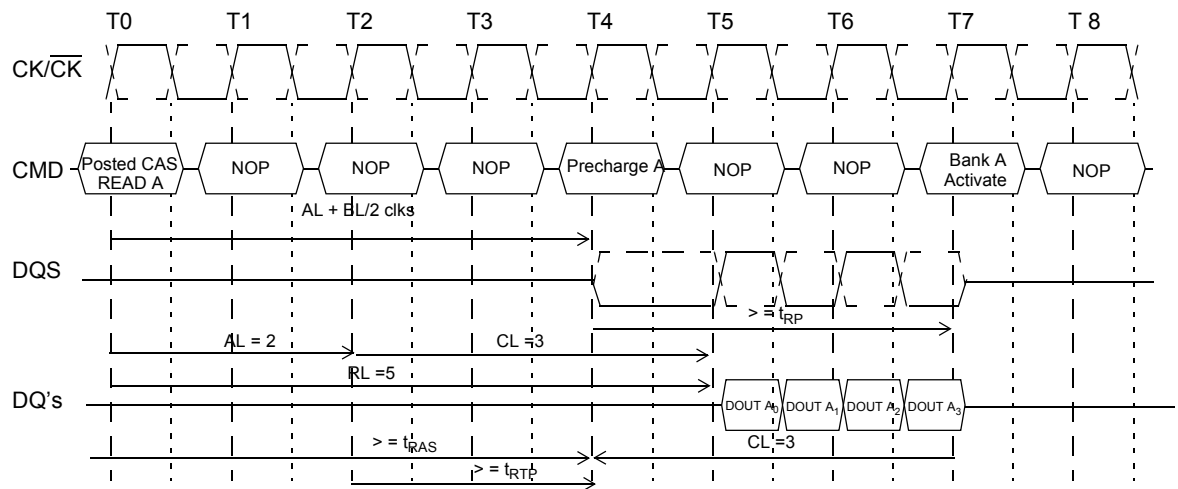 T0 T1 T2 T3 T4 T5 T6 T7 T 8
CK/CK
CMD
Posted CAS
READ A
NOP
NOP
NOP
Precharge A
NOP
NOP
Bank A
Activate
NOP
AL + BL/2 clks
DQS
> = tRP
AL = 2
CL =3
RL =5
DQ's
DOUT A0 DOUT A1 DOUT A2 DOUT A3
> = tRAS
CL =3
> = tRTP